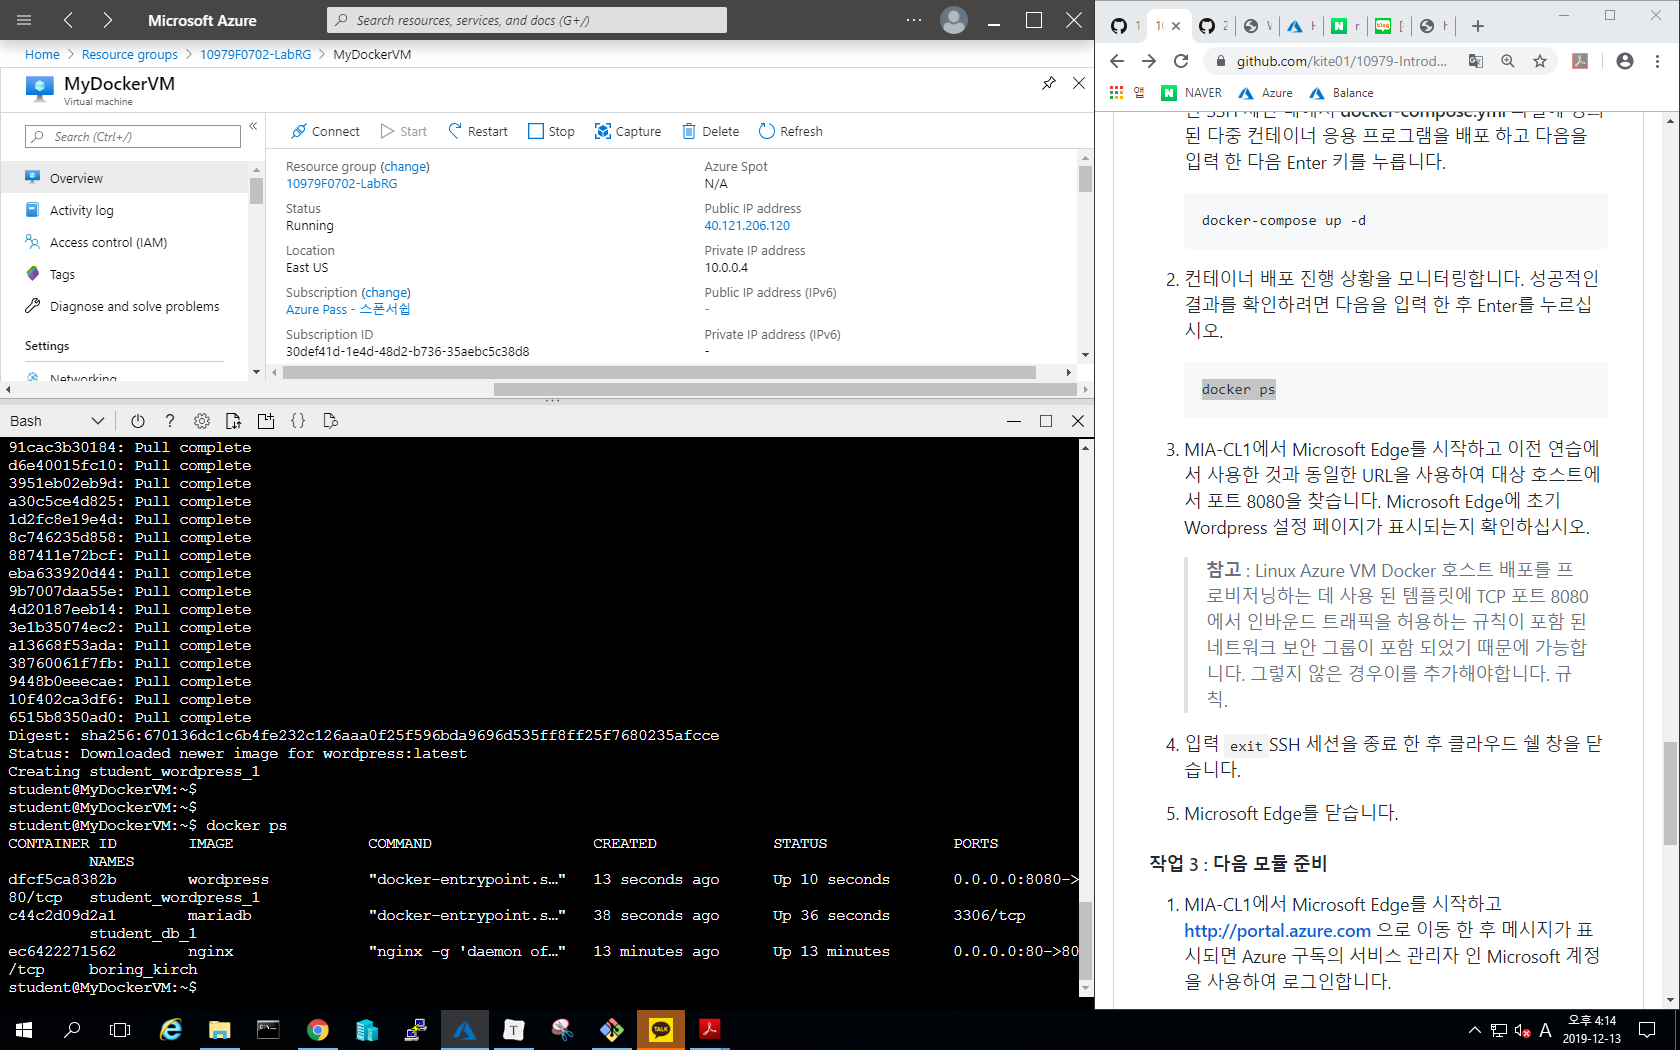 Microsoft Azure
Search resources, services, and docs (G+/)
Home > Resource groups > 10979F0702-LabRG > MyDockerVM
MyDockerVM
Virtual machine
Search (Ctrl+/)
Overview
Activity log
Access control (IAM)
Tags
Diagnose and solve problems
Settings
Networking
Connect Start Restart Stop Capture Delete Refresh
Resource group (change)
10979F0702-LabRG
Status
Running
Location
East US
Subscription (change)
Azure Pass - 스폰서쉽
Subscription ID
30def41d-1e4d-48d2-b736-35aebc5c38d8
Azure Spot
N/A
Public IP address
40.121.206.120
Private IP address
10.0.0.4
Public IP address (IPv6)
-
Private IP address (IPv6)
-
Bash
91cac3b30184: Pull complete
d6e40015fc10: Pull complete
3951eb02eb9d: Pull complete
a30c5ce4d825: Pull complete
1d2fc8e19e4d: Pull complete
8c746235d858: Pull complete
887411e72bcf: Pull complete
eba633920d44: Pull complete
9b7007daa55e: Pull complete
4d20187eeb14: Pull complete
3e1b35074ec2: Pull complete
a13668f53ada: Pull complete
38760061f7fb: Pull complete
9448b0eeecae: Pull complete
10f402ca3df6: Pull complete
6515b8350ad0: Pull complete
Digest: sha256:670136dc1c6b4fe232c126aaa0f25f596bda9696d535ff8ff25f7680235afcce
Status: Downloaded newer image for wordpress:latest
Creating student_wordpress_1
student@MyDockerVM:~$
student@MyDockerVM:~$
student@MyDockerVM:~$ docker ps
CONTAINER ID IMAGE COMMAND CREATED STATUS PORTS
NAMES
dfcf5ca8382b wordpress "docker-entrypoint.s…" 13 seconds ago Up 10 seconds 0.0.0.0:8080->
80/tcp student_wordpress_1
c44c2d09d2a1 mariadb "docker-entrypoint.s…" 38 seconds ago Up 36 seconds 3306/tcp
student_db_1
ec6422271562 nginx "nginx -g 'daemon of…" 13 minutes ago Up 13 minutes 0.0.0.0:80->80
/tcp boring_kirch
student@MyDockerVM:~$
github.com/kite01/10979-Introd...
앱 NAVER Azure Balance
된 다중 컨테이너 응용 프로그램을 배포 하고 다음을
입력 한 다음 Enter 키를 누릅니다.
docker-compose up -d
2. 컨테이너 배포 진행 상황을 모니터링합니다. 성공적인
결과를 확인하려면 다음을 입력 한 후 Enter를 누르십
시오.
docker ps
3. MIA-CL1에서 Microsoft Edge를 시작하고 이전 연습에
서 사용한 것과 동일한 URL을 사용하여 대상 호스트에
서 포트 8080을 찾습니다. Microsoft Edge에 초기
Wordpress 설정 페이지가 표시되는지 확인하십시오.
참고 : Linux Azure VM Docker 호스트 배포를 프
로비저닝하는 데 사용 된 템플릿에 TCP 포트 8080
에서 인바운드 트래픽을 허용하는 규칙이 포함 된
네트워크 보안 그룹이 포함 되었기 때문에 가능합
니다. 그렇지 않은 경우이를 추가해야합니다. 규
칙.
4. 입력 exit SSH 세션을 종료 한 후 클라우드 쉘 창을 닫
습니다.
5. Microsoft Edge를 닫습니다.
작업 3 : 다음 모듈 준비
1. MIA-CL1에서 Microsoft Edge를 시작하고
http://portal.azure.com 으로 이동 한 후 메시지가 표
시되면 Azure 구독의 서비스 관리자 인 Microsoft 계정
을 사용하여 로그인합니다.
TALK
A
오후 4:14
2019-12-13